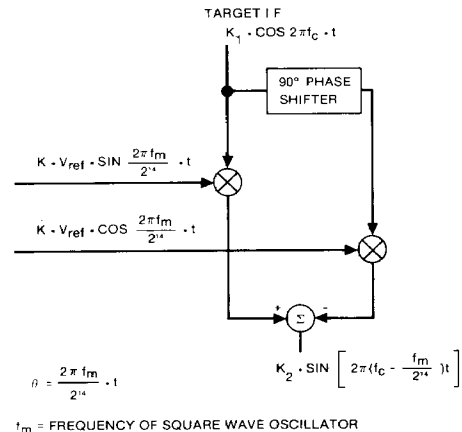 TARGET I F
K₁ • COS 2πf_c • t
90° PHASE
SHIFTER
K • V_ref • SIN 2πf_m/2¹⁴ • t
K • V_ref • COS 2πf_m/2¹⁴ • t
+ Σ −
K₂ • SIN [ 2π(f_c - f_m/2¹⁴)t ]
θ = 2πf_m/2¹⁴ • t
f_m = FREQUENCY OF SQUARE WAVE OSCILLATOR